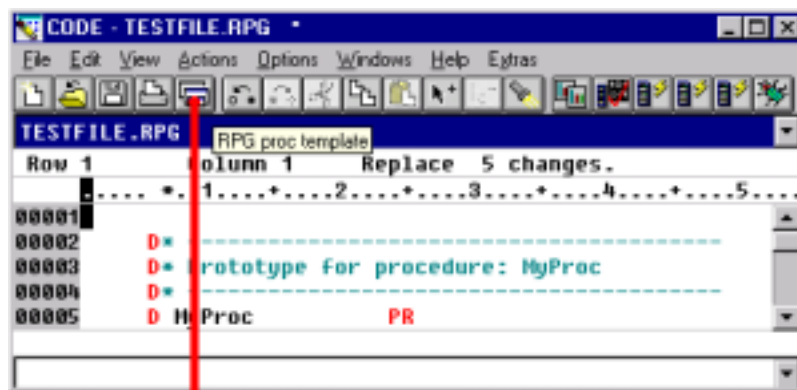 CODE - TESTFILE.RPG *
File Edit View Actions Options Windows Help Extras
TESTFILE.RPG
RPG proc template
Row 1 Column 1 Replace 5 changes.
.... *. 1....+....2....+....3....+....4....+....5....
00001
00002 D* --------------------------------------------------
00003 D* Prototype for procedure: MyProc
00004 D* --------------------------------------------------
00005 D MyProc PR